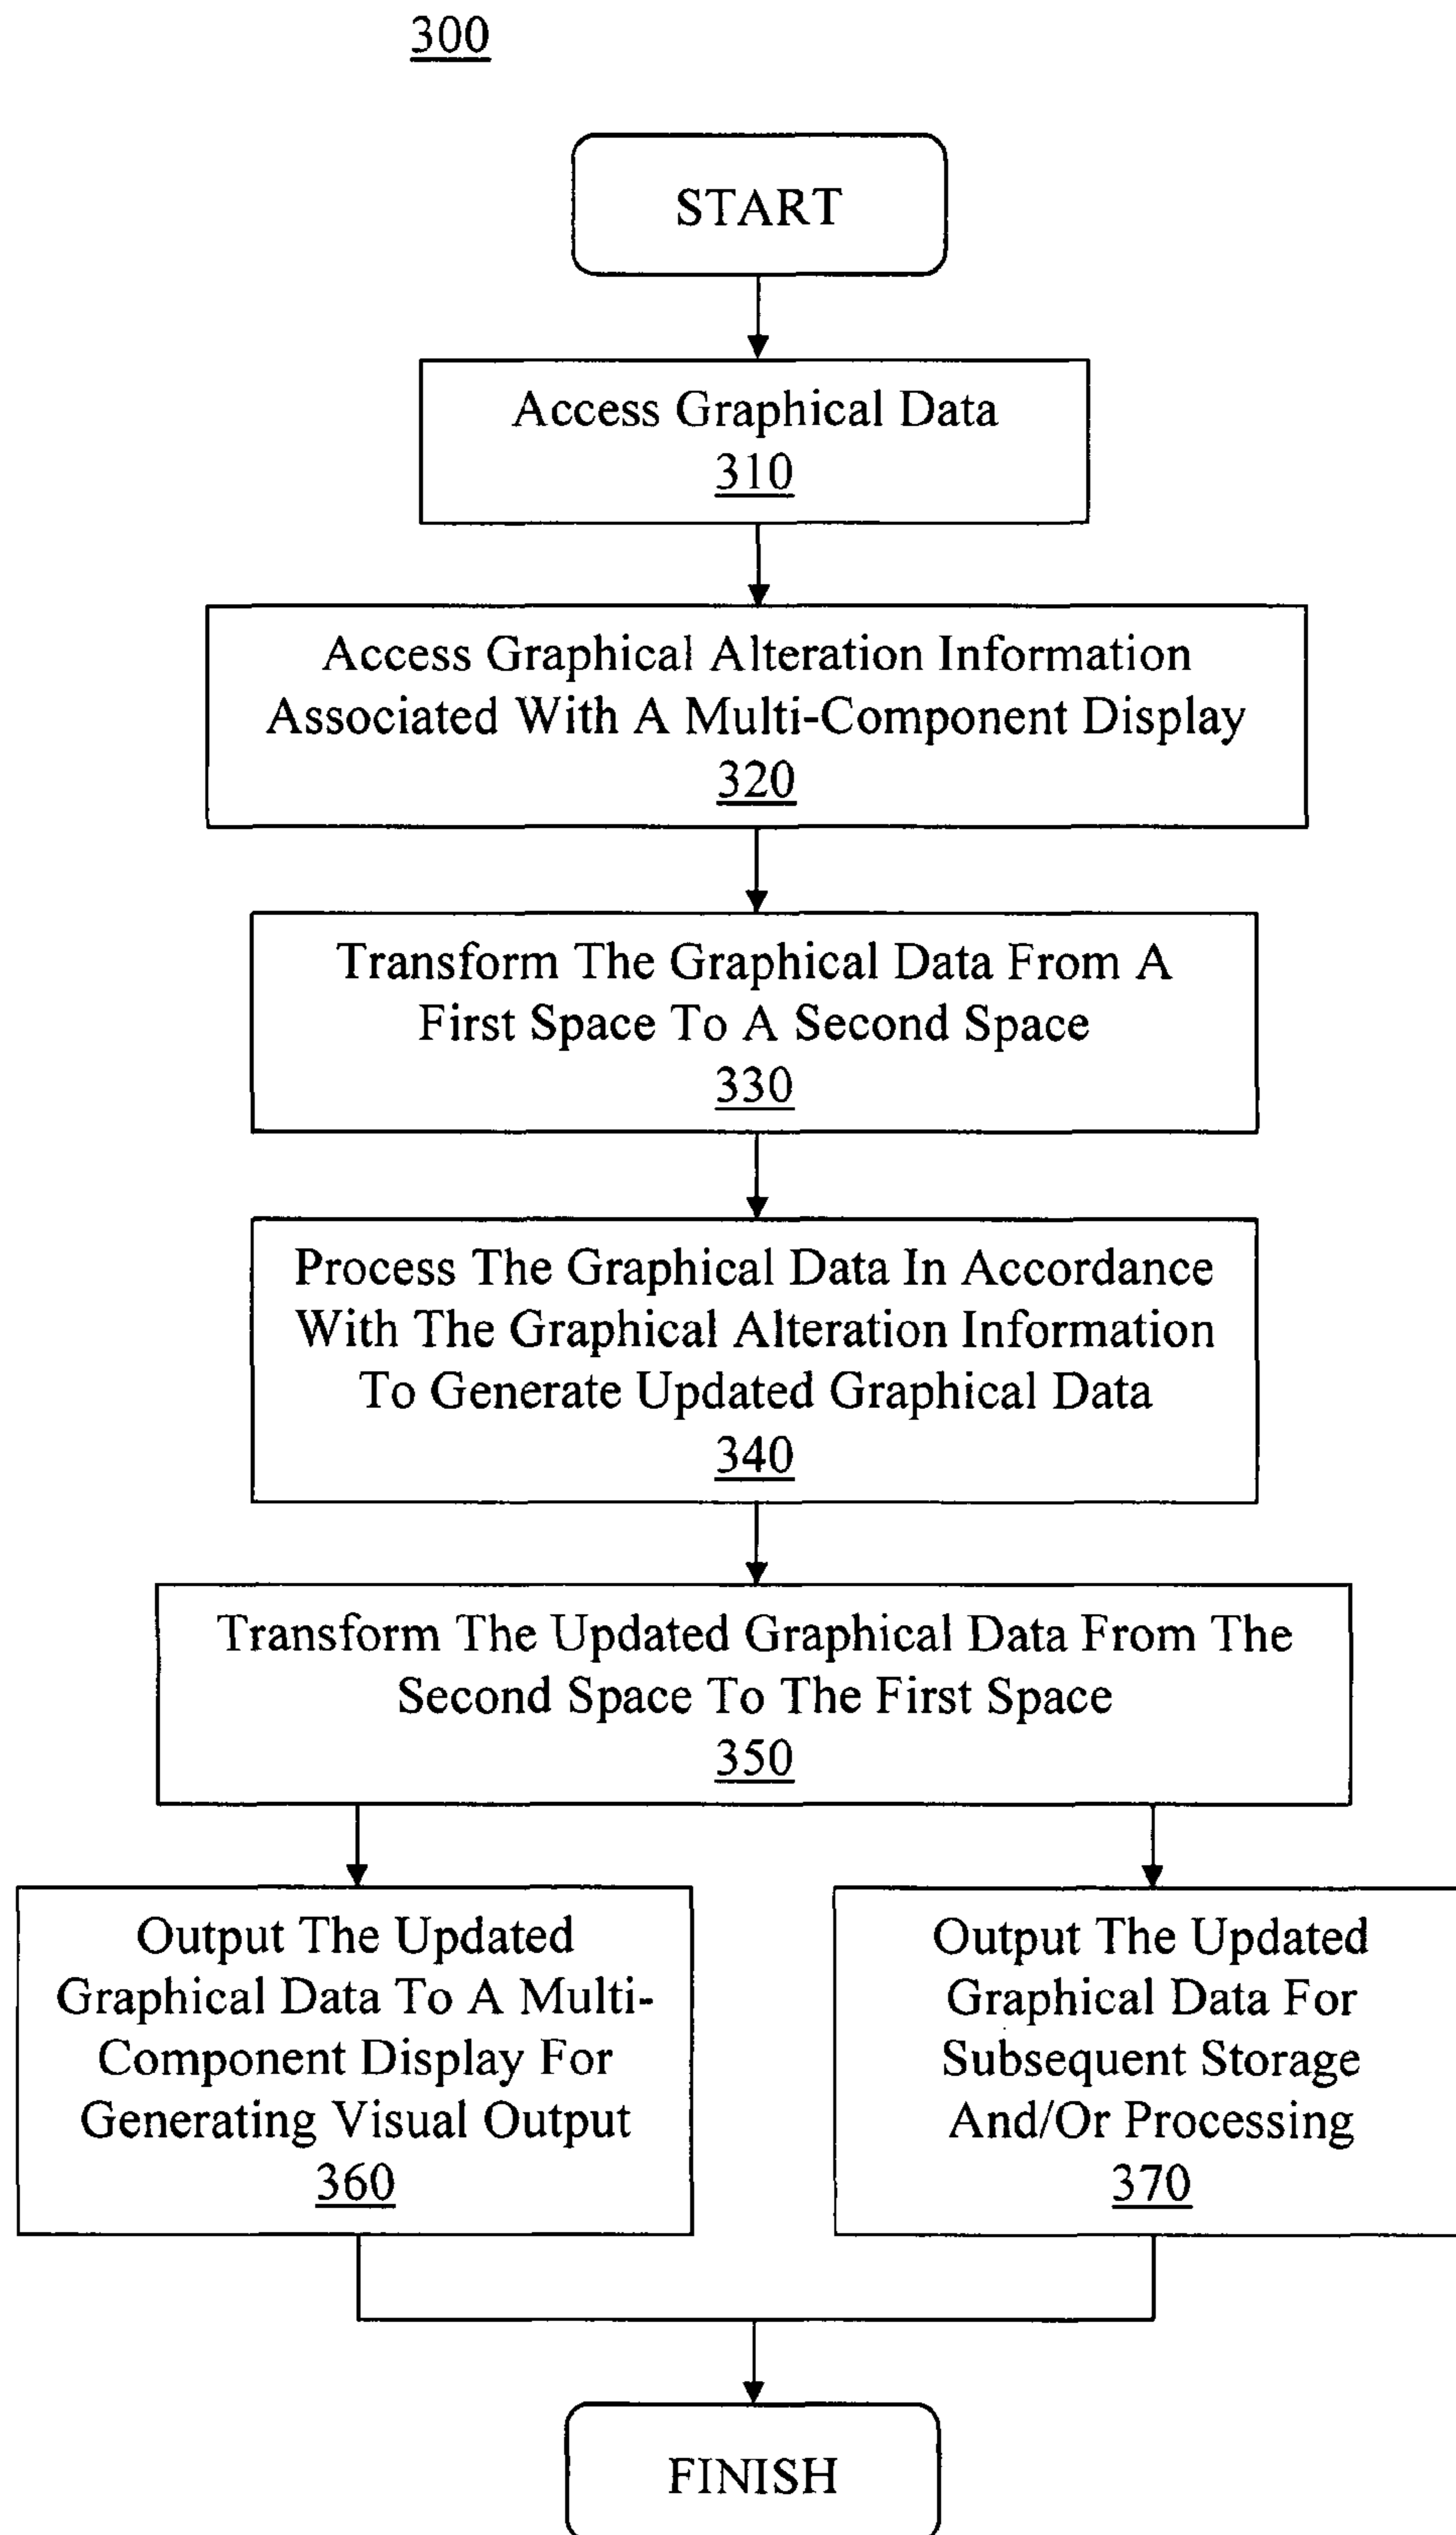 300
START
Access Graphical Data
310
Access Graphical Alteration Information
Associated With A Multi-Component Display
320
Transform The Graphical Data From A
First Space To A Second Space
330
Process The Graphical Data In Accordance
With The Graphical Alteration Information
To Generate Updated Graphical Data
340
Transform The Updated Graphical Data From The
Second Space To The First Space
350
Output The Updated
Graphical Data To A Multi-
Component Display For
Generating Visual Output
360
Output The Updated
Graphical Data For
Subsequent Storage
And/Or Processing
370
FINISH